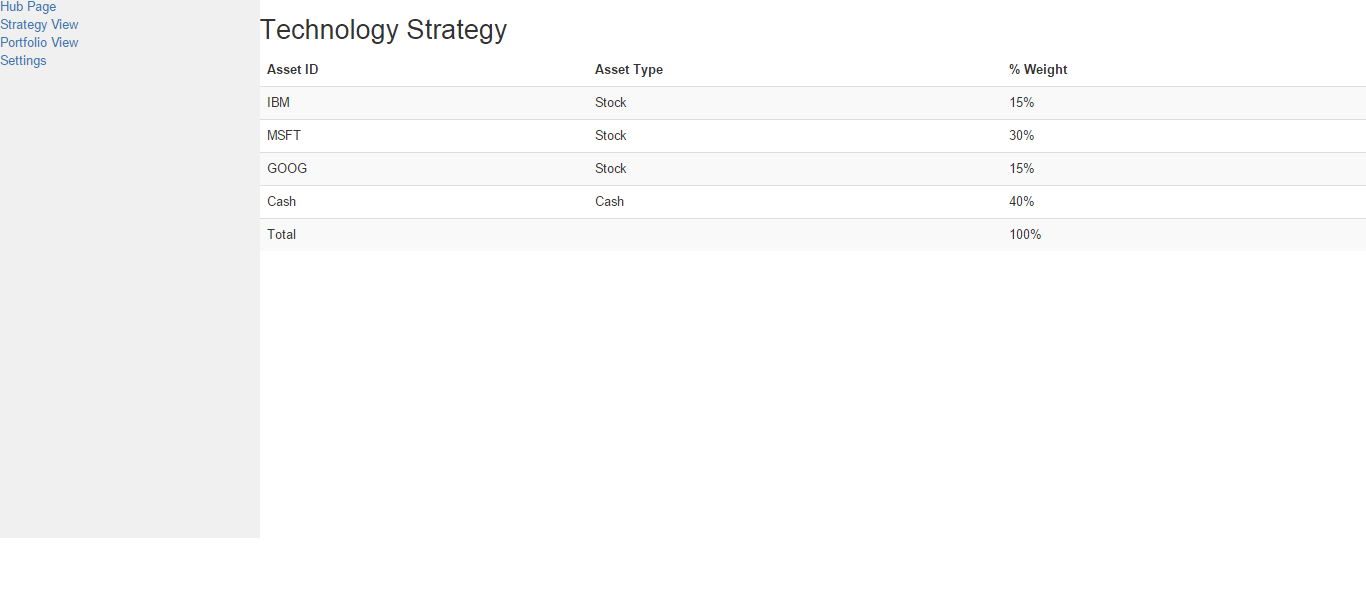 Hub Page
Strategy View
Portfolio View
Settings
Technology Strategy
Asset ID Asset Type % Weight
IBM Stock 15%
MSFT Stock 30%
GOOG Stock 15%
Cash Cash 40%
Total 100%